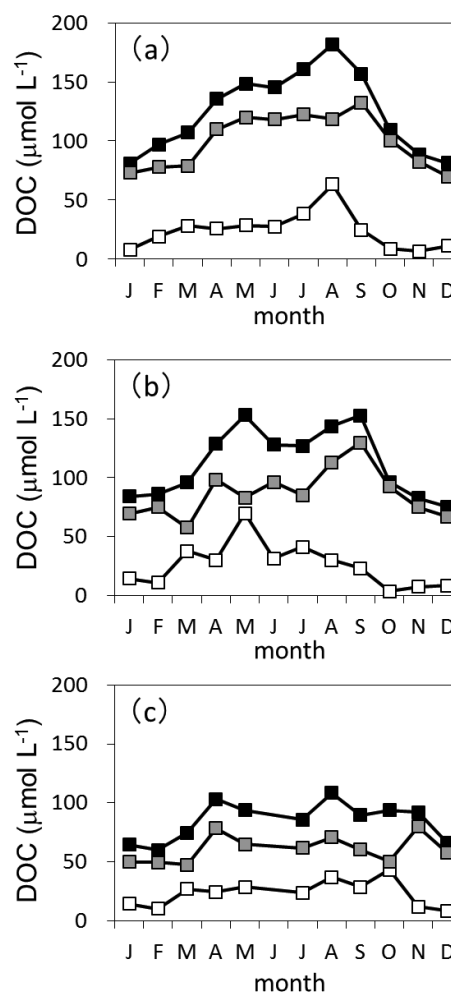 (a)
200
150
100
50
0
DOC (μmol L⁻¹)
J F M A M J J A S O N D
month
(b)
200
150
100
50
0
DOC (μmol L⁻¹)
J F M A M J J A S O N D
month
(c)
200
150
100
50
0
DOC (μmol L⁻¹)
J F M A M J J A S O N D
month